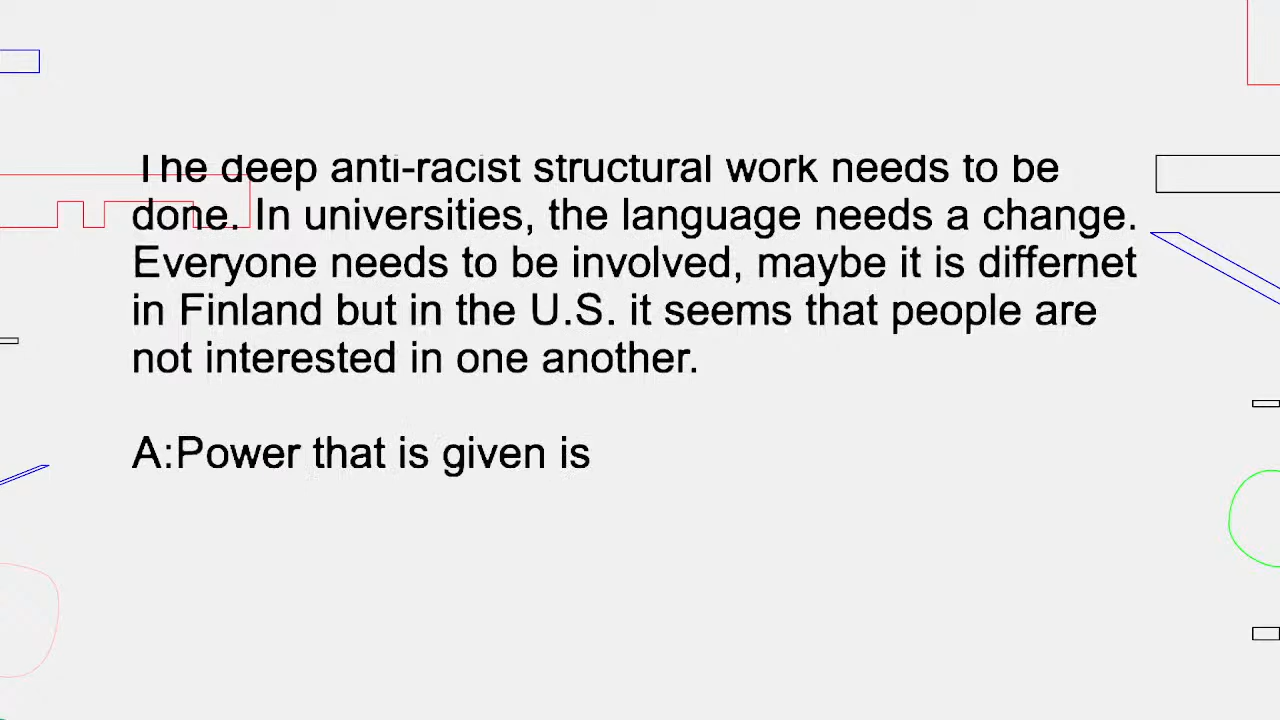 The deep anti-racist structural work needs to be
done. In universities, the language needs a change.
Everyone needs to be involved, maybe it is differnet
in Finland but in the U.S. it seems that people are
not interested in one another.
A:Power that is given is